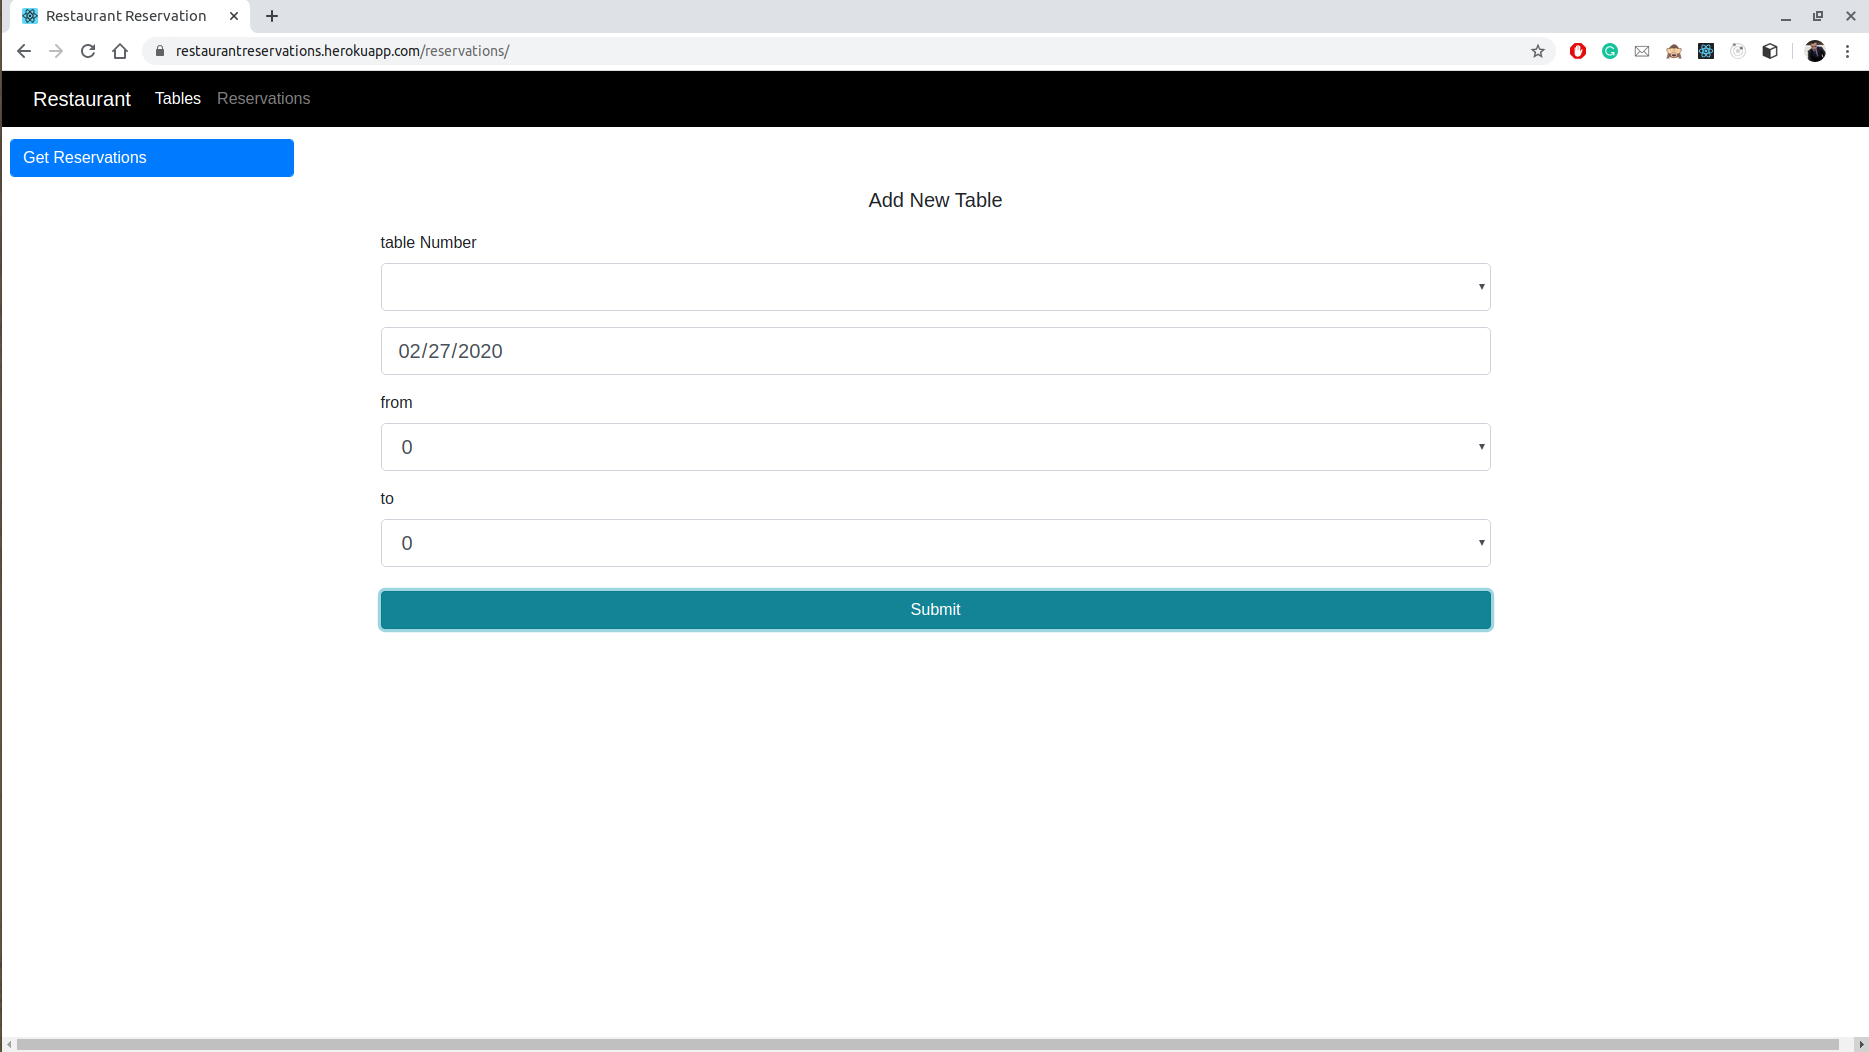 Restaurant Reservation
restaurantreservations.herokuapp.com/reservations/
Restaurant Tables Reservations
Get Reservations
Add New Table
table Number
02/27/2020
from
0
to
0
Submit